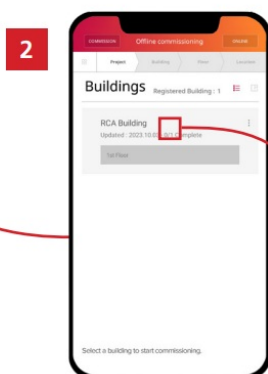 2
COMMISSION Offline commissioning ONLINE
Project Building Floor Location
Buildings Registered Building : 1
RCA Building
Updated : 2023.10.03 Complete
1st Floor
Select a building to start commissioning.